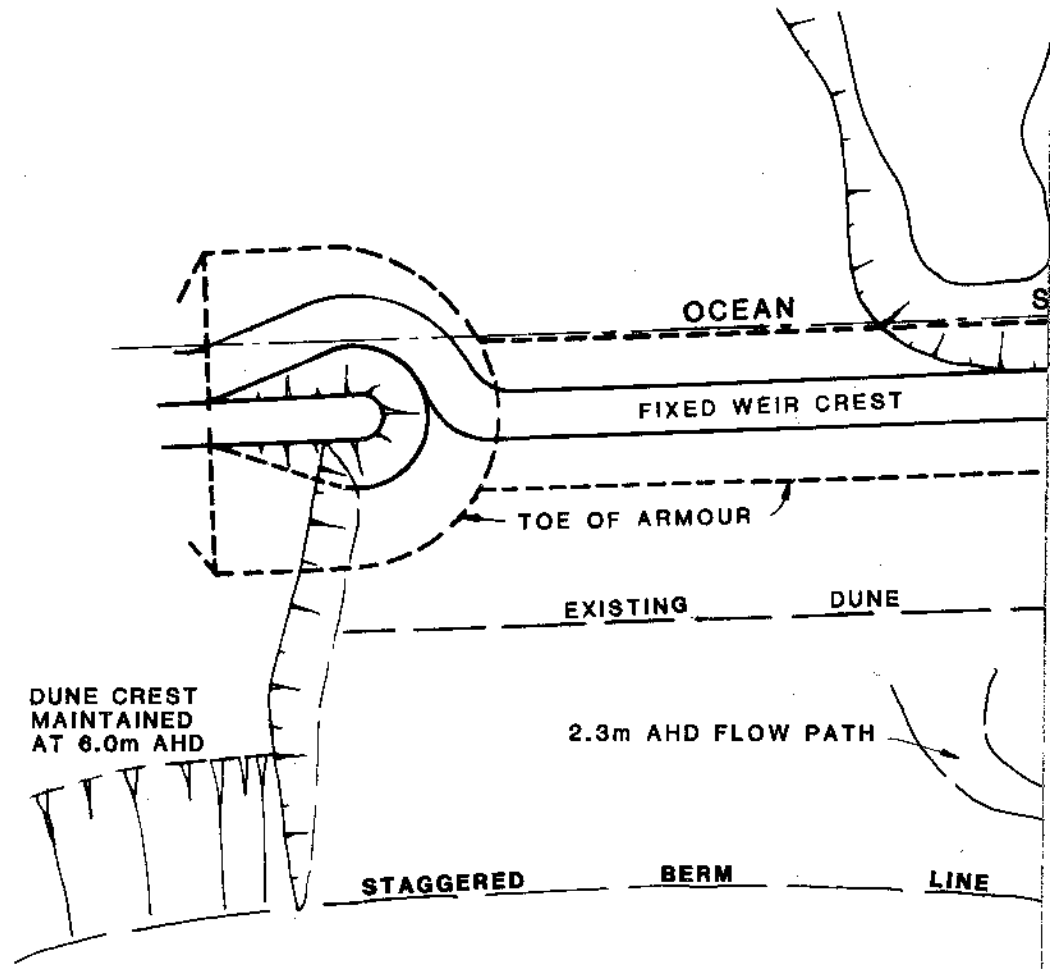 OCEAN S
FIXED WEIR CREST
TOE OF ARMOUR
EXISTING DUNE
DUNE CREST
MAINTAINED
AT 6.0m AHD
2.3m AHD FLOW PATH
STAGGERED BERM LINE